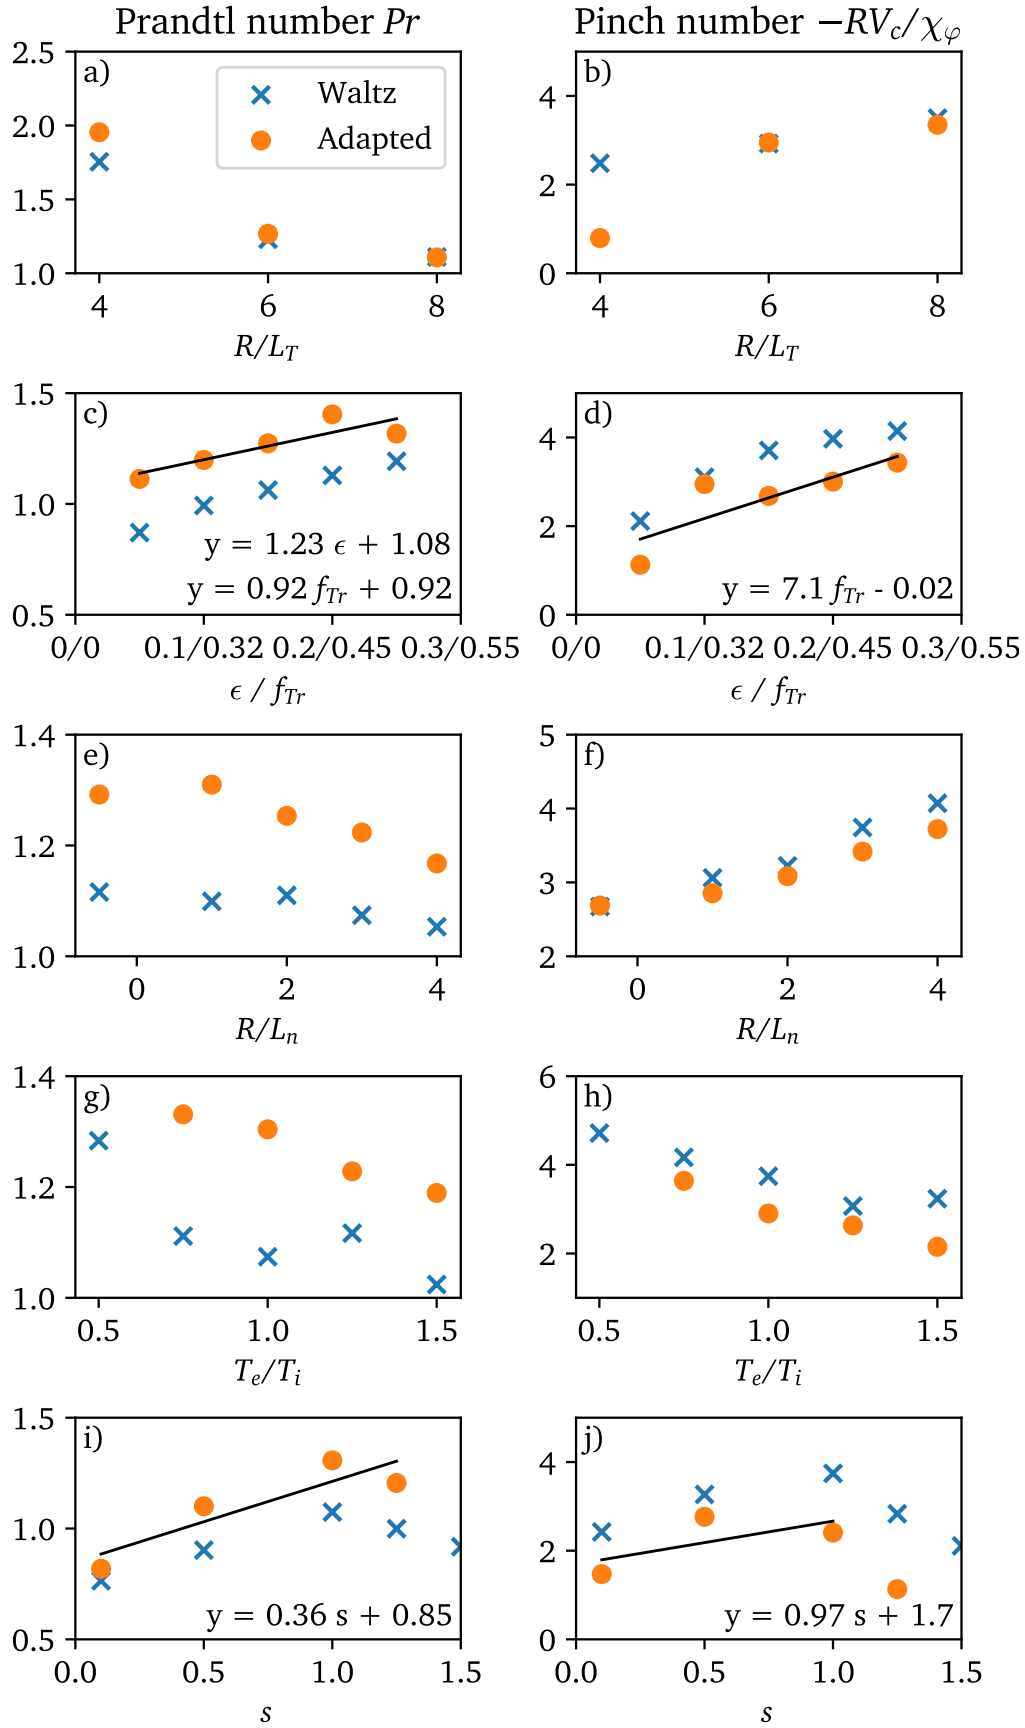 Prandtl number Pr
Pinch number −RV_c/χ_φ
a)
Waltz
Adapted
2.5
2.0
1.5
1.0
4 6 8
R/L_T
b)
4
2
0
4 6 8
R/L_T
c)
1.5
1.0
0.5
y = 1.23 ϵ + 1.08
y = 0.92 f_Tr + 0.92
0/0 0.1/0.32 0.2/0.45 0.3/0.55
ϵ / f_Tr
d)
4
2
0
y = 7.1 f_Tr - 0.02
0/0 0.1/0.32 0.2/0.45 0.3/0.55
ϵ / f_Tr
e)
1.4
1.2
1.0
0 2 4
R/L_n
f)
5
4
3
2
0 2 4
R/L_n
g)
1.4
1.2
1.0
0.5 1.0 1.5
T_e/T_i
h)
6
4
2
0.5 1.0 1.5
T_e/T_i
i)
1.5
1.0
0.5
y = 0.36 s + 0.85
0.0 0.5 1.0 1.5
s
j)
4
2
0
y = 0.97 s + 1.7
0.0 0.5 1.0 1.5
s